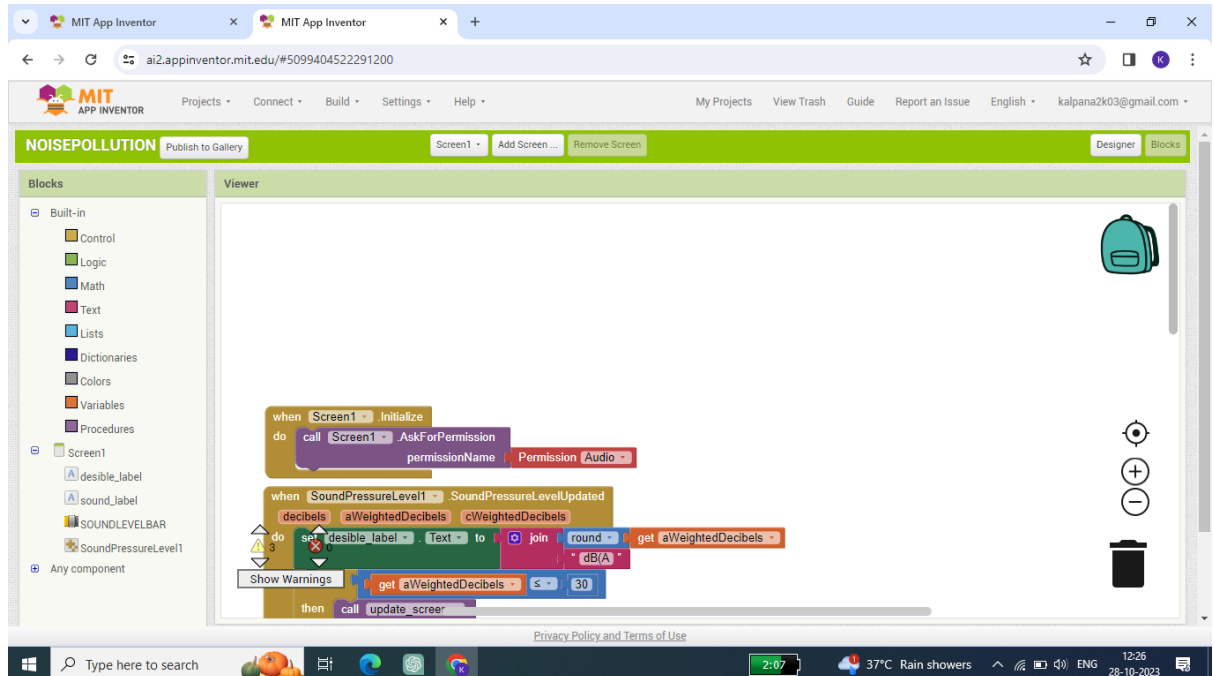 MIT App Inventor
MIT App Inventor
ai2.appinventor.mit.edu/#5099404522291200
K
MIT
APP INVENTOR
Projects
Connect
Build
Settings
Help
My Projects
View Trash
Guide
Report an Issue
English
kalpana2k03@gmail.com
NOISEPOLLUTION
Publish to Gallery
Screen1
Add Screen ...
Remove Screen
Designer
Blocks
Blocks
Viewer
Built-in
Control
Logic
Math
Text
Lists
Dictionaries
Colors
Variables
Procedures
Screen1
A desible_label
A sound_label
SOUNDLEVELBAR
SoundPressureLevel1
Any component
when Screen1 .Initialize
do call Screen1 .AskForPermission
permissionName Permission Audio
when SoundPressureLevel1 .SoundPressureLevelUpdated
decibels aWeightedDecibels cWeightedDecibels
do set desible_label . Text to join round get aWeightedDecibels
" dB(A "
3 0
Show Warnings
get aWeightedDecibels ≤ 30
then call update_screer
Privacy Policy and Terms of Use
Type here to search
K
2:07
1
37°C Rain showers
ENG
12:26
28-10-2023